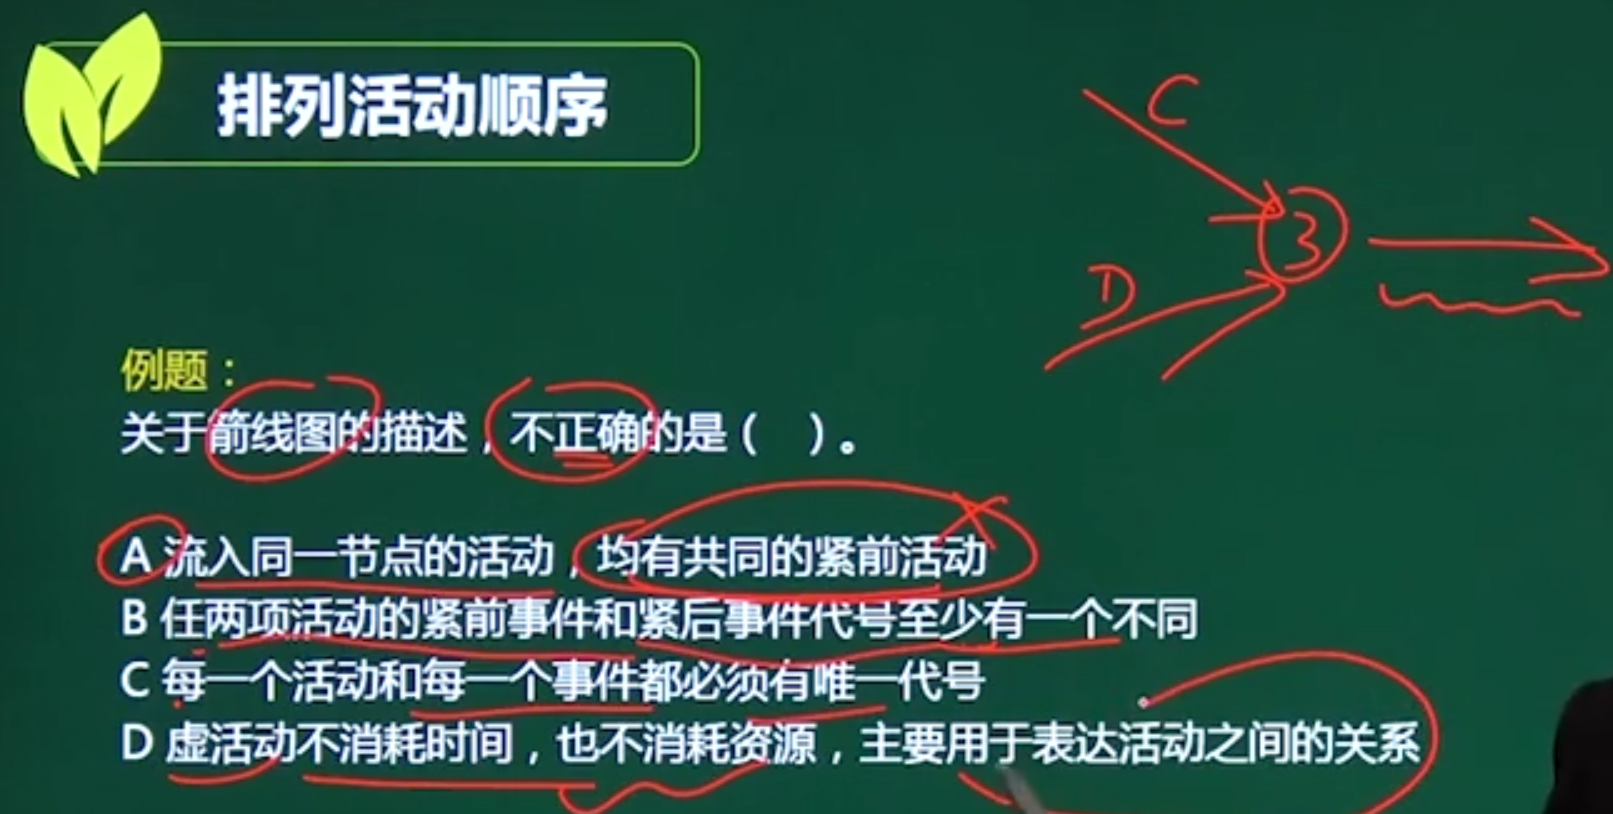 排列活动顺序
C
3
D
例题：
关于箭线图的描述，不正确的是（ ）。
A 流入同一节点的活动，均有共同的紧前活动
B 任两项活动的紧前事件和紧后事件代号至少有一个不同
C 每一个活动和每一个事件都必须有唯一代号
D 虚活动不消耗时间，也不消耗资源，主要用于表达活动之间的关系